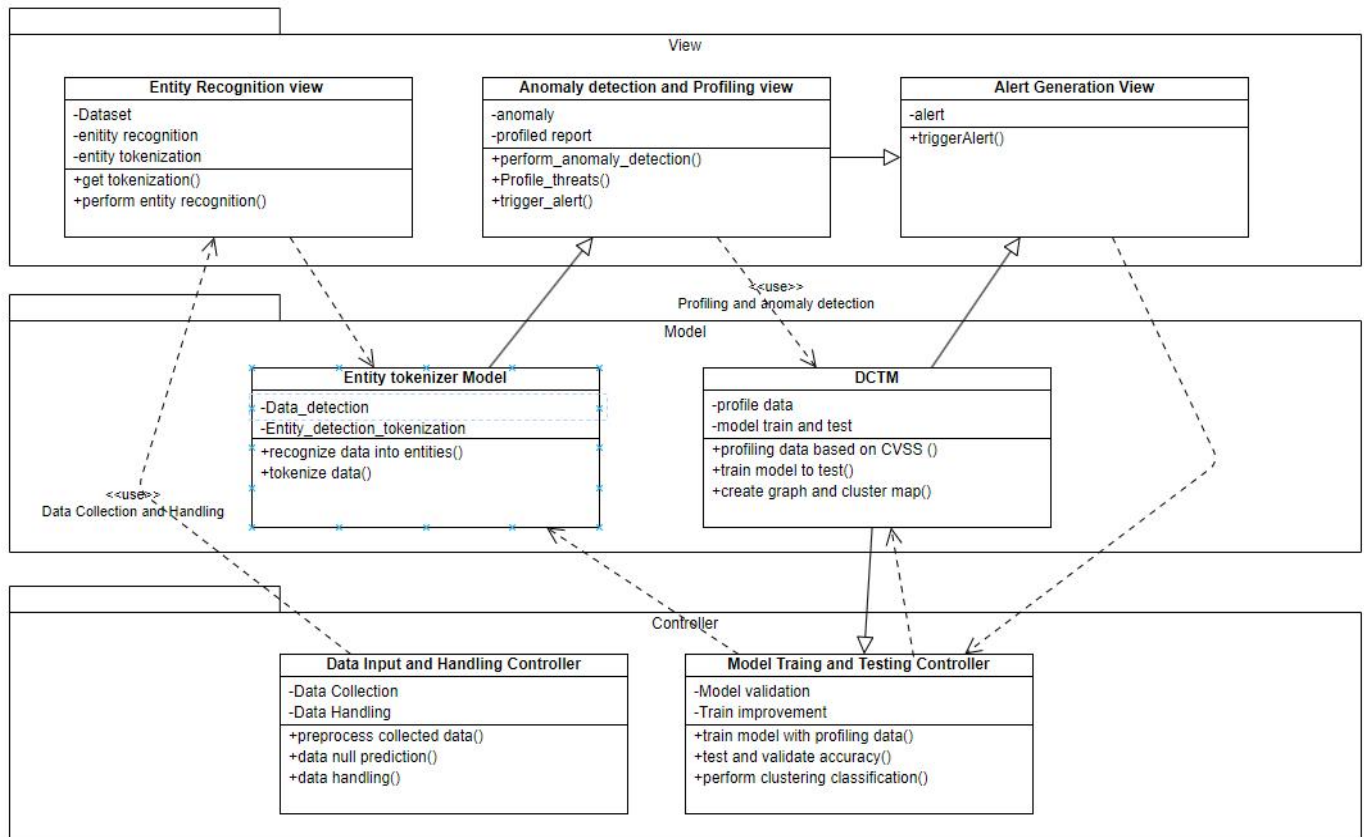 View
Entity Recognition view
-Dataset
-enitity recognition
-entity tokenization
+get tokenization()
+perform entity recognition()
Anomaly detection and Profiling view
-anomaly
-profiled report
+perform_anomaly_detection()
+Profile_threats()
+trigger_alert()
Alert Generation View
-alert
+triggerAlert()
<<use>>
Profiling and anomaly detection
Model
Entity tokenizer Model
-Data_detection
-Entity_detection_tokenization
+recognize data into entities()
+tokenize data()
DCTM
-profile data
-model train and test
+profiling data based on CVSS ()
+train model to test()
+create graph and cluster map()
<<use>>
Data Collection and Handling
Controller
Data Input and Handling Controller
-Data Collection
-Data Handling
+preprocess collected data()
+data null prediction()
+data handling()
Model Traing and Testing Controller
-Model validation
-Train improvement
+train model with profiling data()
+test and validate accuracy()
+perform clustering classification()